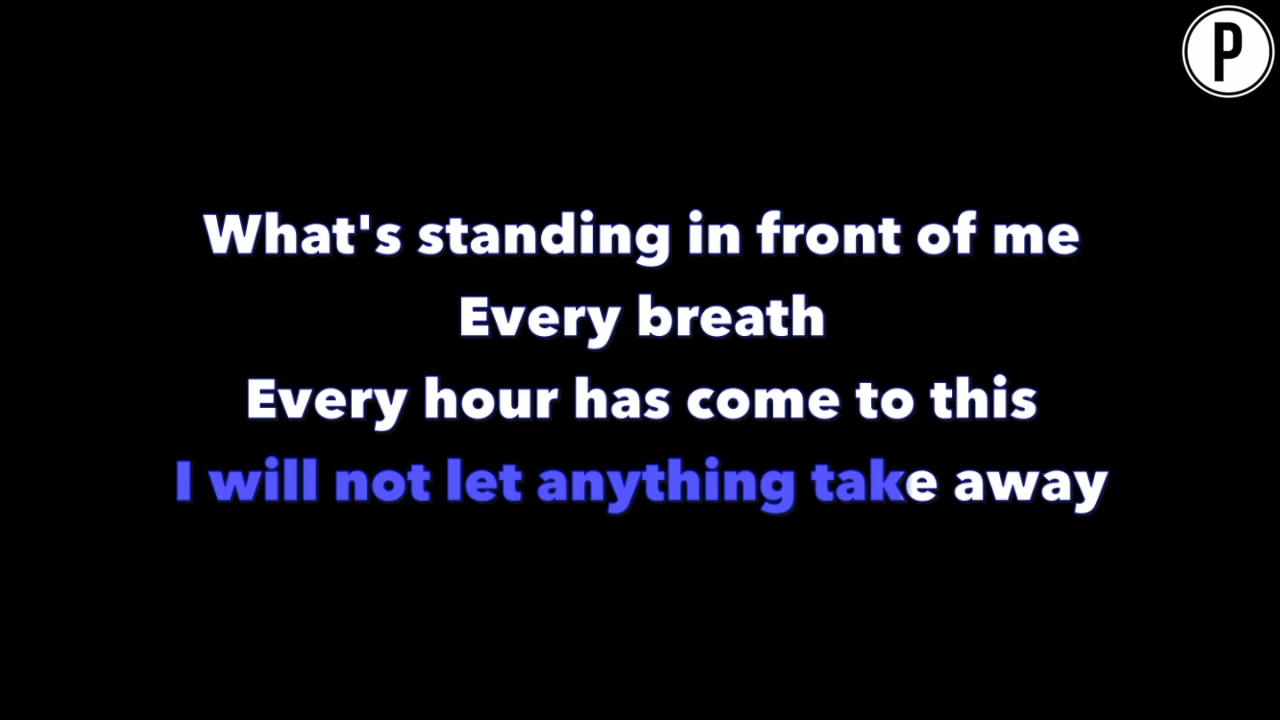 P
What's standing in front of me
Every breath
Every hour has come to this
I will not let anything take away